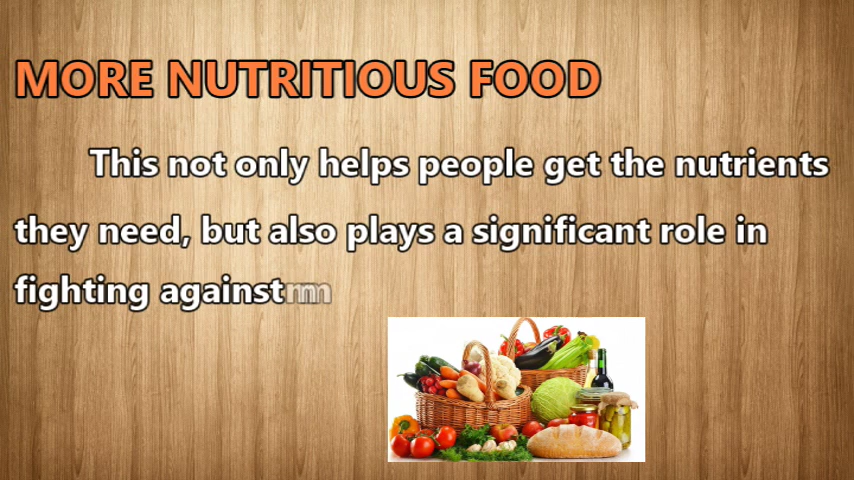 MORE NUTRITIOUS FOOD
This not only helps people get the nutrients
they need, but also plays a significant role in
fighting against